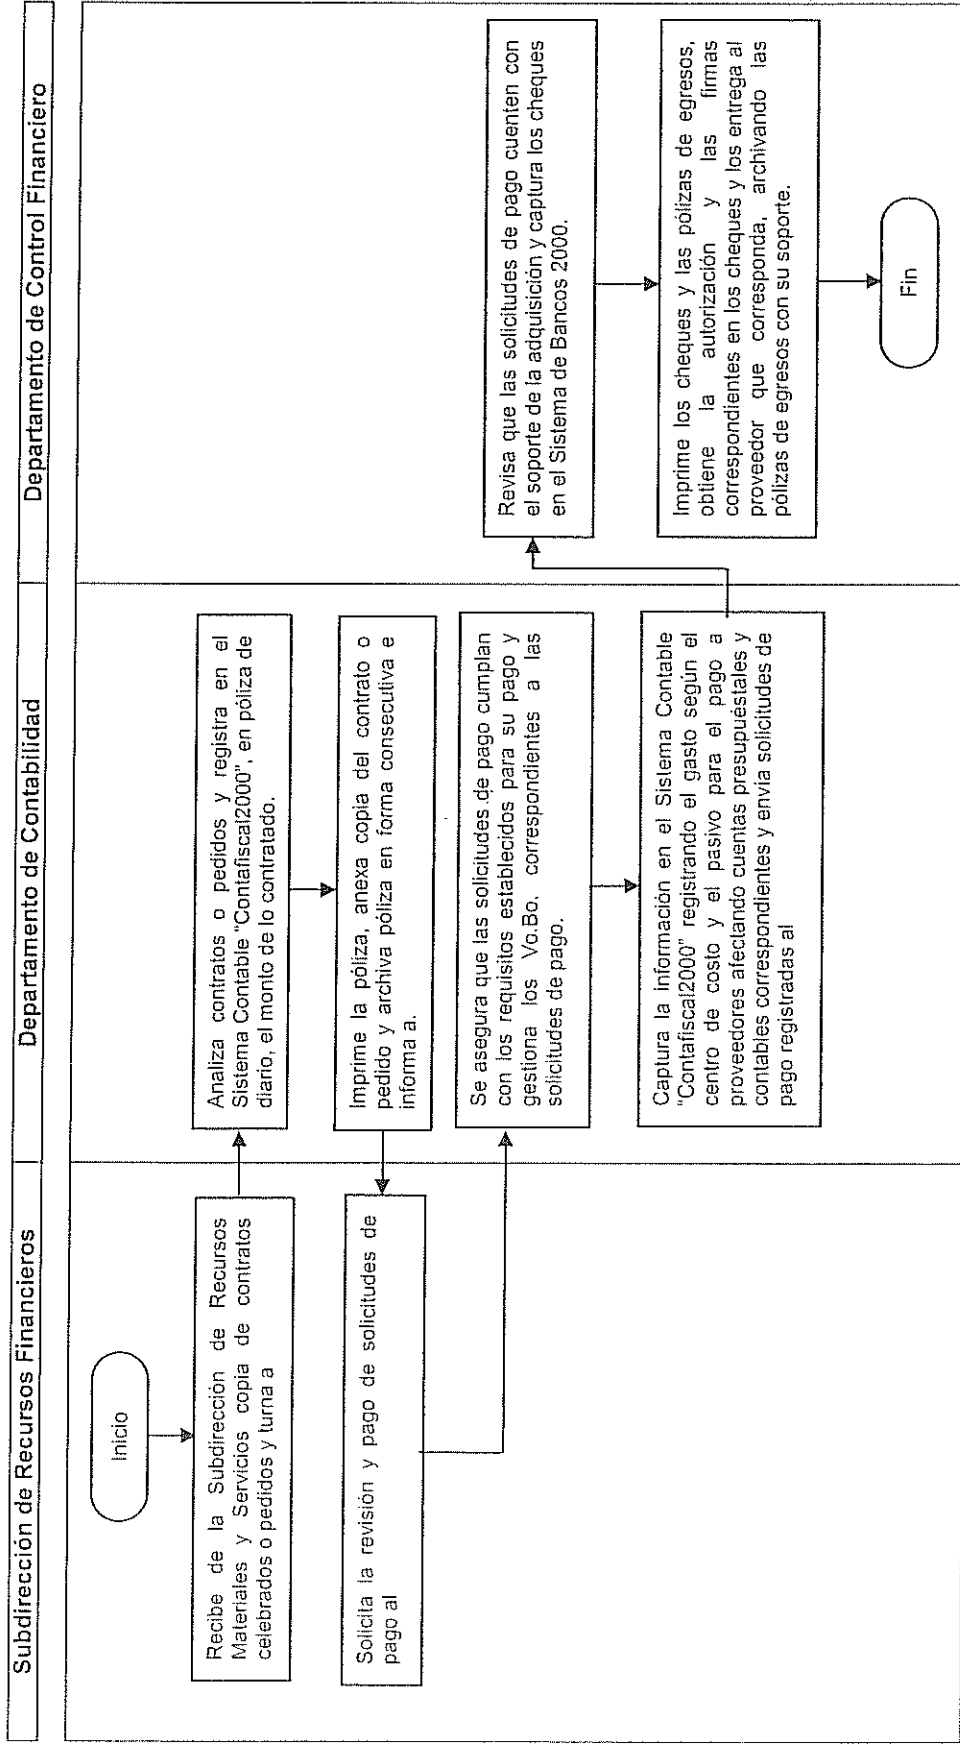 Subdirección de Recursos Financieros
Departamento de Contabilidad
Departamento de Control Financiero
Inicio
Recibe de la Subdirección de Recursos
Materiales y Servicios copia de contratos
celebrados o pedidos y turna a
Analiza contratos o pedidos y registra en el
Sistema Contable "Contafiscal2000", en póliza de
diario, el monto de lo contratado.
Imprime la póliza, anexa copia del contrato o
pedido y archiva póliza en forma consecutiva e
informa a.
Solicita la revisión y pago de solicitudes de
pago al
Se asegura que las solicitudes de pago cumplan
con los requisitos establecidos para su pago y
gestiona los Vo.Bo. correspondientes a las
solicitudes de pago.
Captura la información en el Sistema Contable
"Contafiscal2000" registrando el gasto según el
centro de costo y el pasivo para el pago a
proveedores afectando cuentas presupuéstales y
contables correspondientes y envía solicitudes de
pago registradas al
Revisa que las solicitudes de pago cuenten con
el soporte de la adquisición y captura los cheques
en el Sistema de Bancos 2000.
Imprime los cheques y las pólizas de egresos,
obtiene la autorización y las firmas
correspondientes en los cheques y los entrega al
proveedor que corresponda, archivando las
pólizas de egresos con su soporte.
Fin